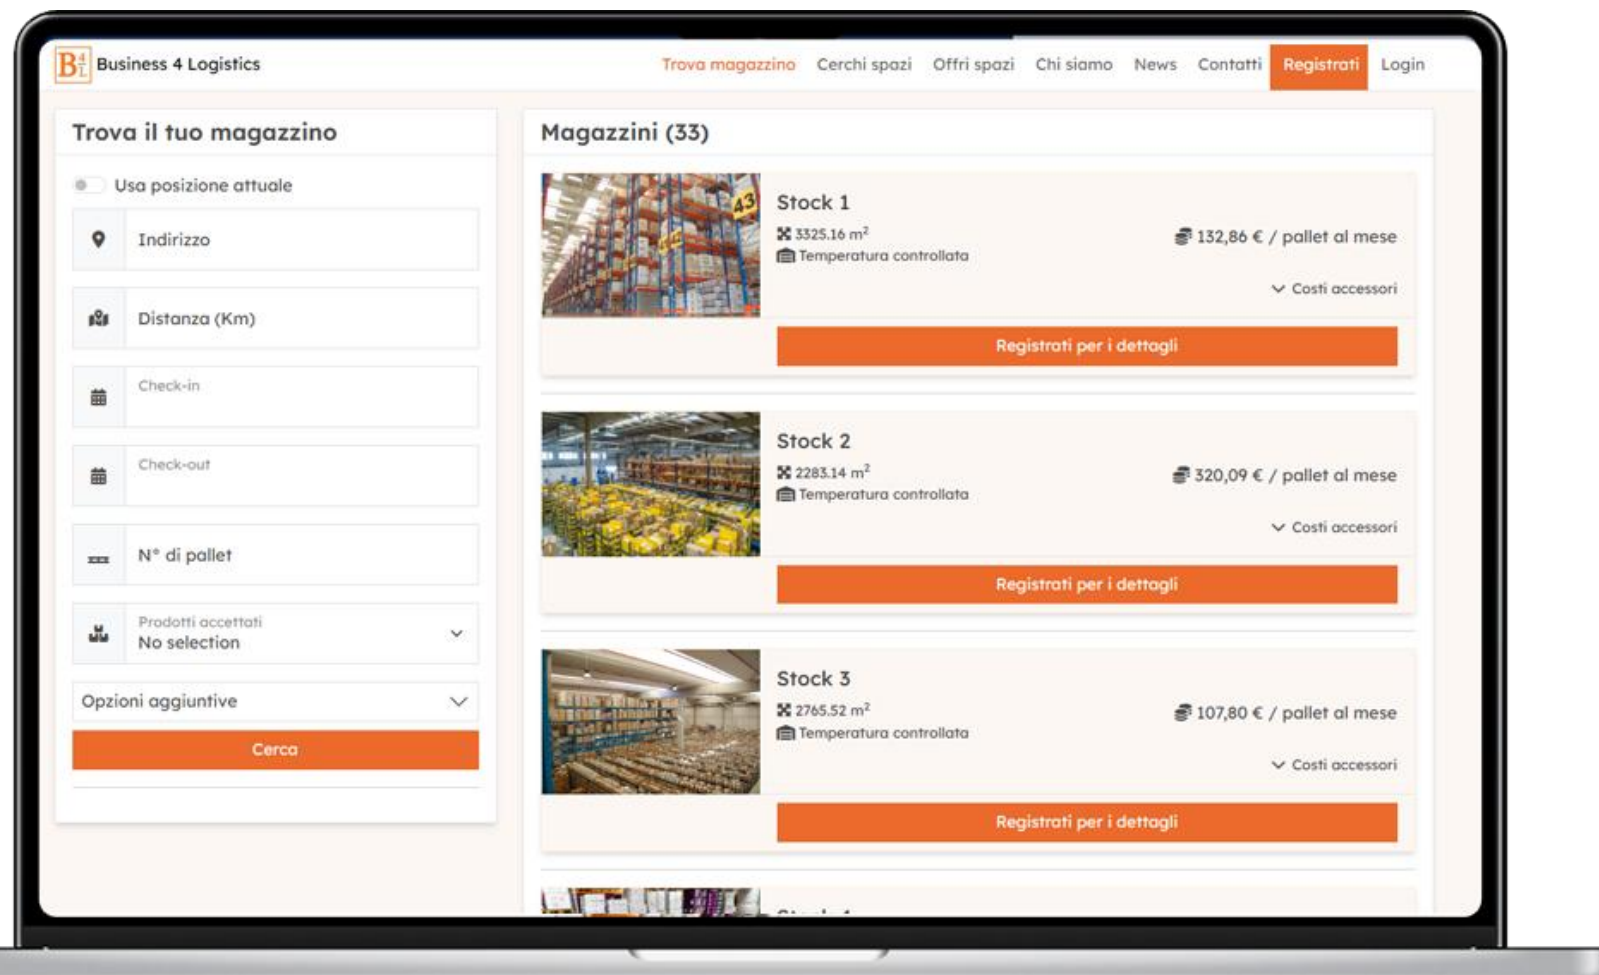 B4L Business 4 Logistics
Trova magazzino Cerchi spazi Offri spazi Chi siamo News Contatti Registrati Login
Trova il tuo magazzino
Usa posizione attuale
Indirizzo
Distanza (Km)
Check-in
Check-out
N° di pallet
Prodotti accettati
No selection
Opzioni aggiuntive
Cerca
Magazzini (33)
43
Stock 1
3325.16 m²
132,86 € / pallet al mese
Temperatura controllata
Costi accessori
Registrati per i dettagli
Stock 2
2283.14 m²
320,09 € / pallet al mese
Temperatura controllata
Costi accessori
Registrati per i dettagli
Stock 3
2765.52 m²
107,80 € / pallet al mese
Temperatura controllata
Costi accessori
Registrati per i dettagli